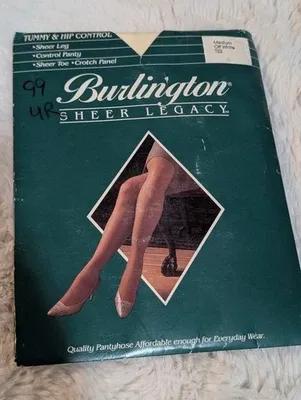 TUMMY & HIP CONTROL
•Sheer Leg
•Control Panty
•Sheer Toe •Crotch Panel
Medium
Off White
99
Burlington®
SHEER LEGACY
Quality Pantyhose Affordable enough for Everyday Wear.